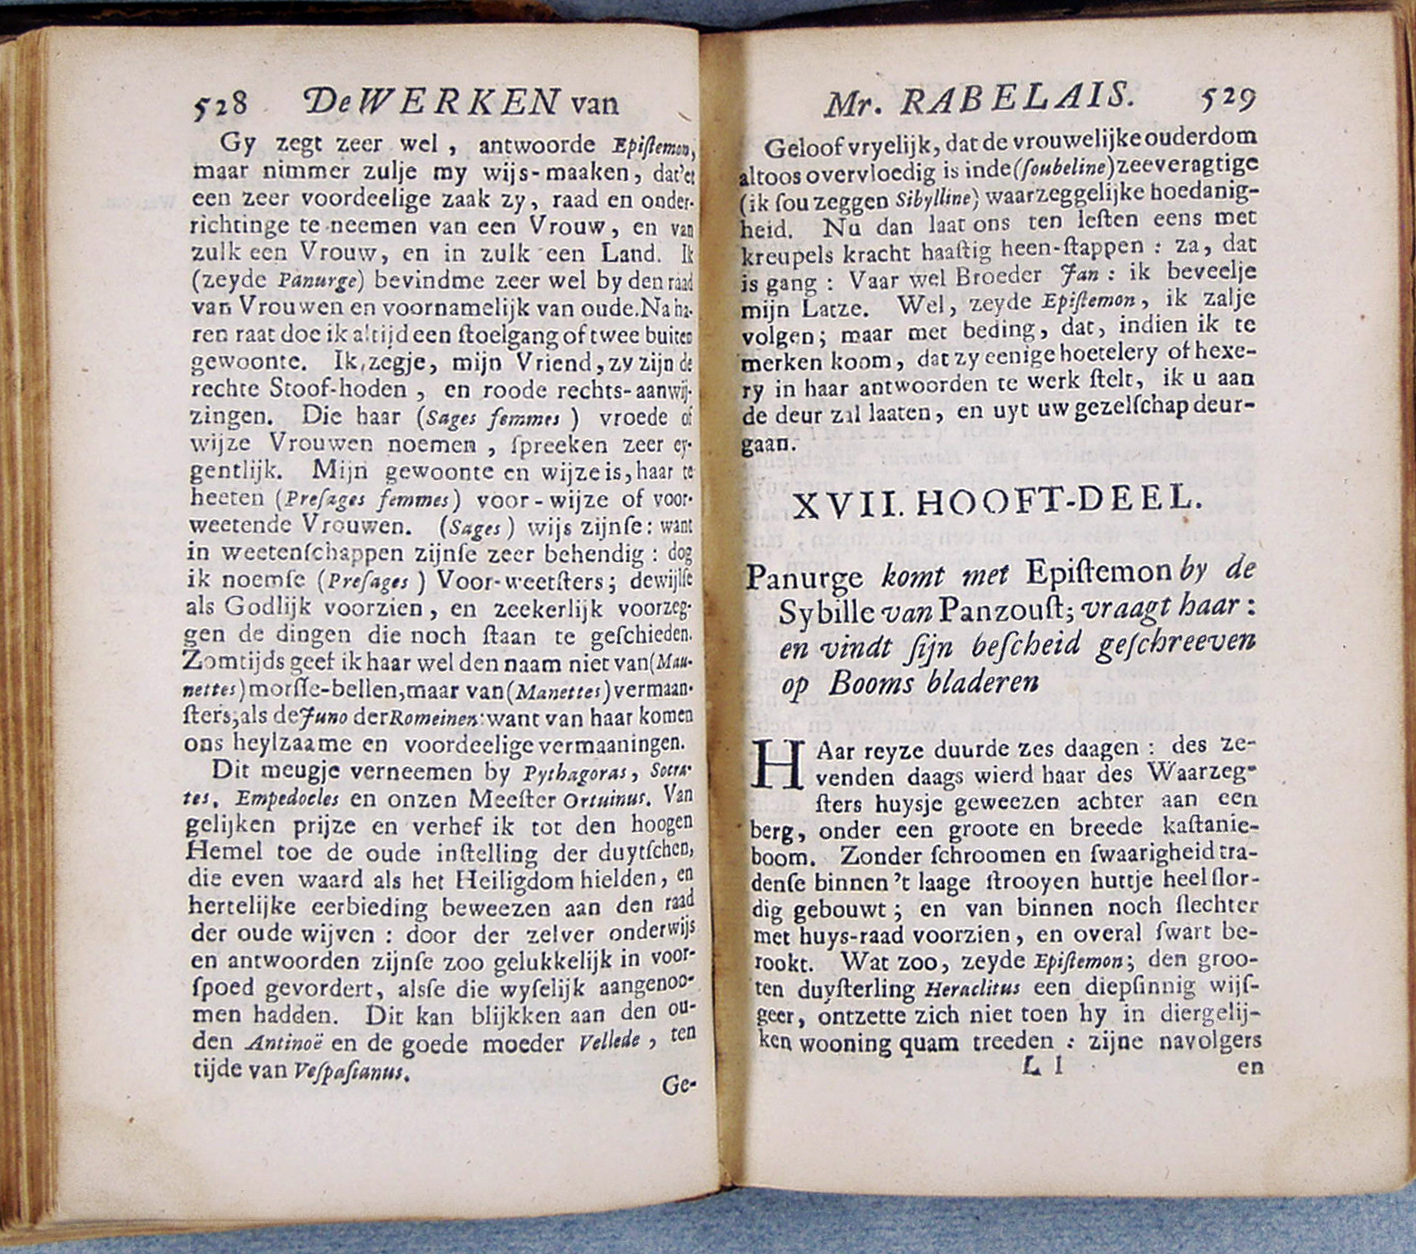 528 De WERKEN van
Gy zegt zeer wel, antwoorde Epiſtemon,
maar nimmer zulje my wijs-maaken, dat'et
een zeer voordeelige zaak zy, raad en onder-
richtinge te neemen van een Vrouw, en van
zulk een Vrouw, en in zulk een Land. Ik
(zeyde Panurge) bevindme zeer wel by den raad
van Vrouwen en voornamelijk van oude. Na ha-
ren raat doe ik altijd een ſtoelgang of twee buiten
gewoonte. Ik, zegje, mijn Vriend, zy zijn de
rechte Stoof-hoden, en roode rechts-aanwij-
zingen. Die haar (Sages femmes) vroede of
wijze Vrouwen noemen, ſpreeken zeer ey-
gentlijk. Mijn gewoonte en wijze is, haar te
heeten (Preſages femmes) voor-wijze of voor-
weetende Vrouwen. (Sages) wijs zijnſe: want
in weetenſchappen zijnſe zeer behendig: dog
ik noemſe (Preſages) Voor-weetſters; dewijlſe
als Godlijk voorzien, en zeekerlijk voorzeg-
gen de dingen die noch ſtaan te geſchieden.
Zomtijds geef ik haar wel den naam niet van (Mau-
nettes) morſſe-bellen, maar van (Manettes) vermaan-
ſters, als de Juno der Romeinen: want van haar komen
ons heylzaame en voordeelige vermaaningen.
Dit meugje verneemen by Pythagoras, Socra-
tes, Empedocles en onzen Meeſter Ortuinus. Van
gelijken prijze en verhef ik tot den hoogen
Hemel toe de oude inſtelling der duytſchen,
die even waard als het Heiligdom hielden, en
hertelijke eerbieding beweezen aan den raad
der oude wijven: door der zelver onderwijs
en antwoorden zijnſe zoo gelukkelijk in voor-
ſpoed gevordert, alsſe die wyſelijk aangenoo-
men hadden. Dit kan blijkken aan den ou-
den Antinoë en de goede moeder Vellede, ten
tijde van Veſpaſianus.
Ge-
Mr. RABELAIS. 529
Geloof vryelijk, dat de vrouwelijke ouderdom
altoos overvloedig is inde (ſoubeline) zeeveragtige
(ik ſou zeggen Sibylline) waarzeggelijke hoedanig-
heid. Nu dan laat ons ten leſten eens met
kreupels kracht haaſtig heen-ſtappen: za, dat
is gang: Vaar wel Broeder Jan: ik beveelje
mijn Latze. Wel, zeyde Epiſtemon, ik zalje
volgen; maar met beding, dat, indien ik te
merken koom, dat zy eenige hoetelery of hexe-
ry in haar antwoorden te werk ſtelt, ik u aan
de deur zal laaten, en uyt uw gezelſchap deur-
gaan.
XVII. HOOFT-DEEL.
Panurge komt met Epiſtemon by de
Sybille van Panzouſt; vraagt haar:
en vindt ſijn beſcheid geſchreeven
op Booms bladeren
HAar reyze duurde zes daagen: des ze-
venden daags wierd haar des Waarzeg-
ſters huysje geweezen achter aan een
berg, onder een groote en breede kaſtanie-
boom. Zonder ſchroomen en ſwaarigheid tra-
denſe binnen 't laage ſtrooyen huttje heel ſlor-
dig gebouwt; en van binnen noch ſlechter
met huys-raad voorzien, en overal ſwart be-
rookt. Wat zoo, zeyde Epiſtemon; den groo-
ten duyſterling Heraclitus een diepſinnig wijſ-
geer, ontzette zich niet toen hy in diergelij-
ken wooning quam treeden: zijne navolgers
L l en